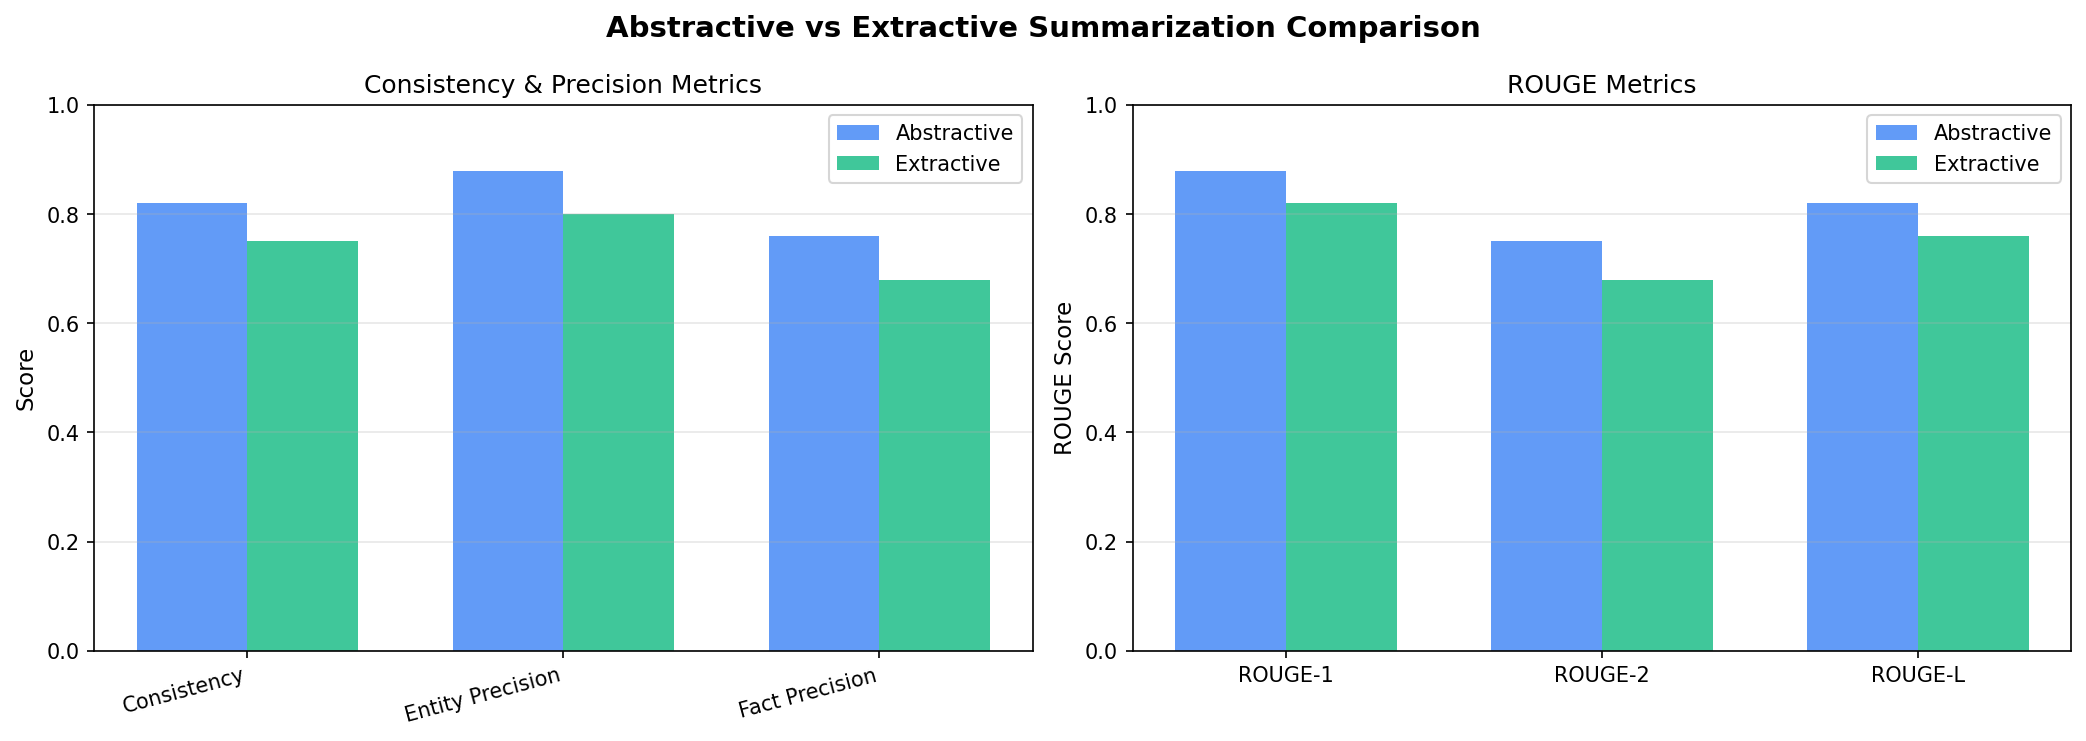 Abstractive vs Extractive Summarization Comparison
Consistency & Precision Metrics
Score
1.0
0.8
0.6
0.4
0.2
0.0
Abstractive
Extractive
Consistency
Entity Precision
Fact Precision
ROUGE Metrics
ROUGE Score
1.0
0.8
0.6
0.4
0.2
0.0
Abstractive
Extractive
ROUGE-1
ROUGE-2
ROUGE-L